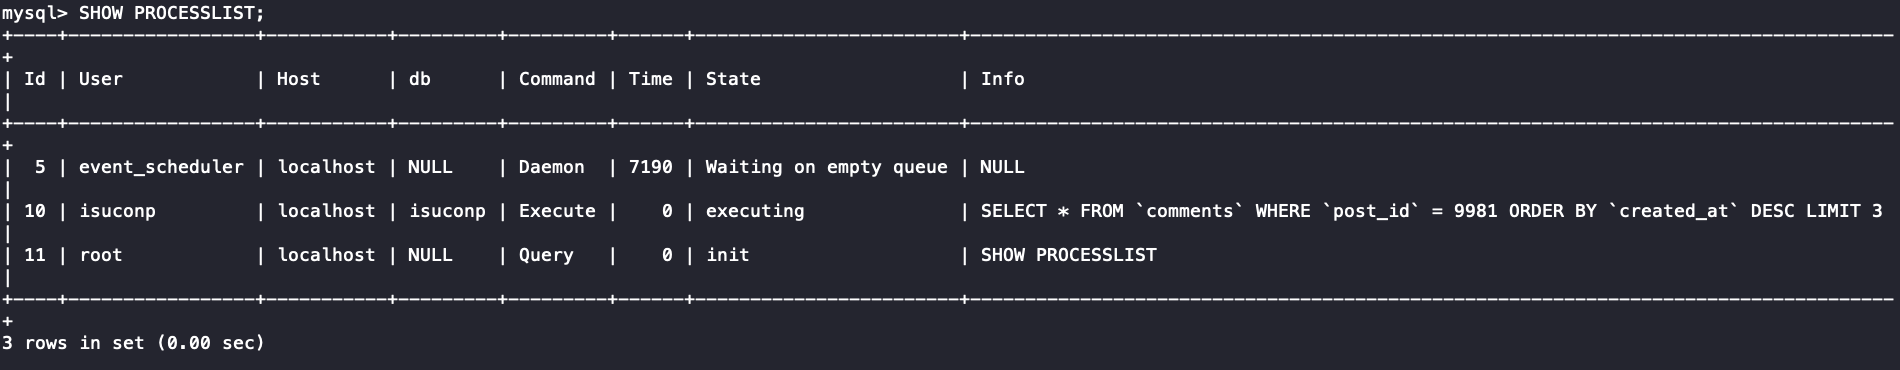 mysql> SHOW PROCESSLIST;
+----+-----------------+-----------+---------+---------+------+------------------------+------------------------------------------------------------------------------------
+
| Id | User            | Host      | db      | Command | Time | State                  | Info
|
+----+-----------------+-----------+---------+---------+------+------------------------+------------------------------------------------------------------------------------
+
|  5 | event_scheduler | localhost | NULL    | Daemon  | 7190 | Waiting on empty queue | NULL
|
| 10 | isuconp         | localhost | isuconp | Execute |    0 | executing              | SELECT * FROM `comments` WHERE `post_id` = 9981 ORDER BY `created_at` DESC LIMIT 3
|
| 11 | root            | localhost | NULL    | Query   |    0 | init                   | SHOW PROCESSLIST
|
+----+-----------------+-----------+---------+---------+------+------------------------+------------------------------------------------------------------------------------
+
3 rows in set (0.00 sec)